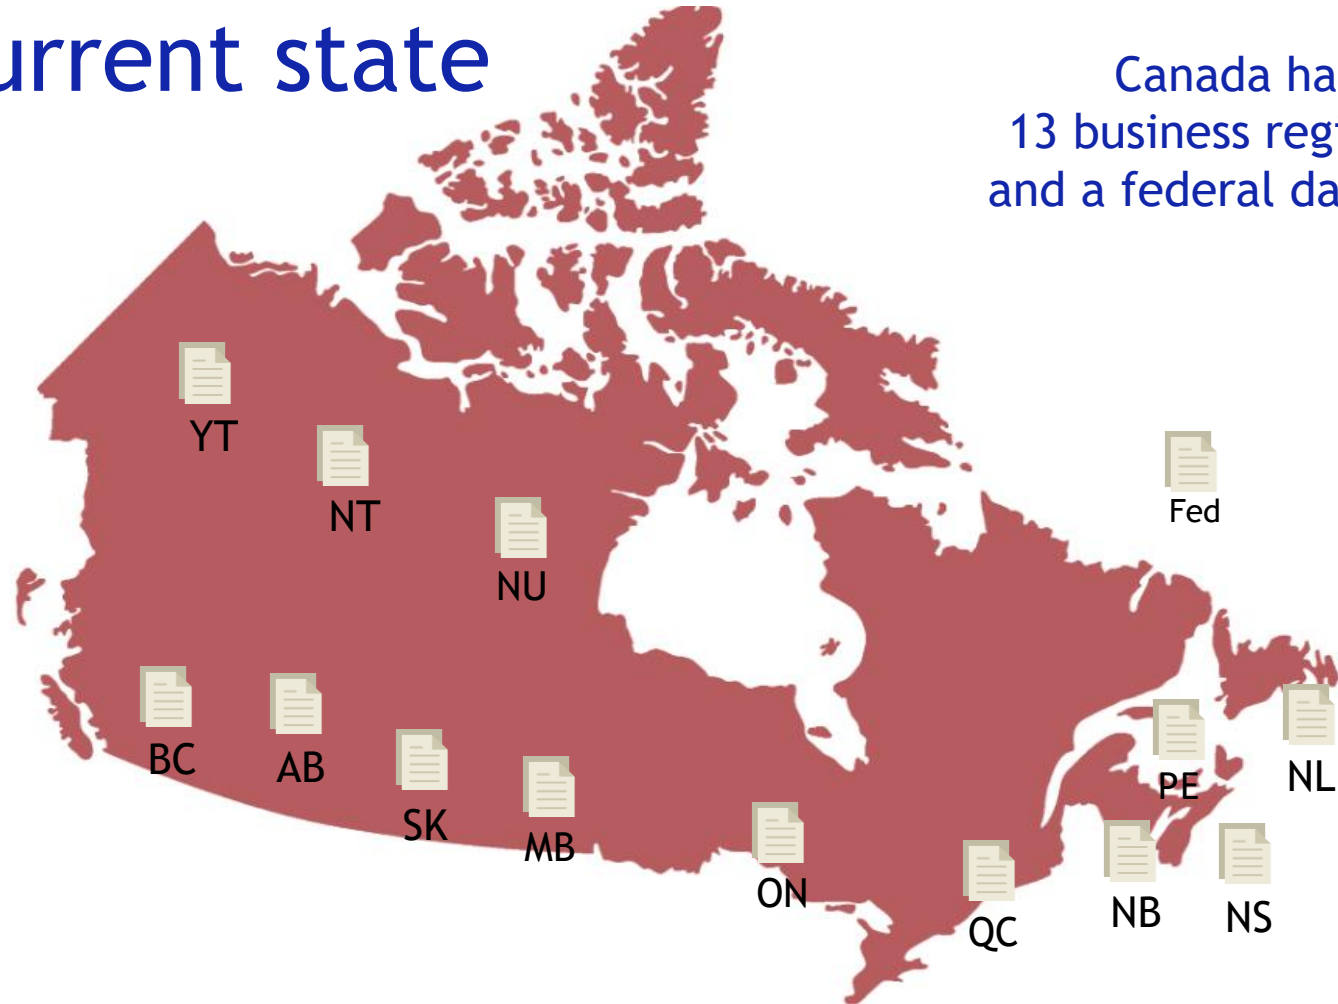 urrent state
Canada ha
13 business regi
and a federal da
YT
NT
Fed
NU
BC
AB
SK
MB
ON
QC
NB
NS
PE
NL